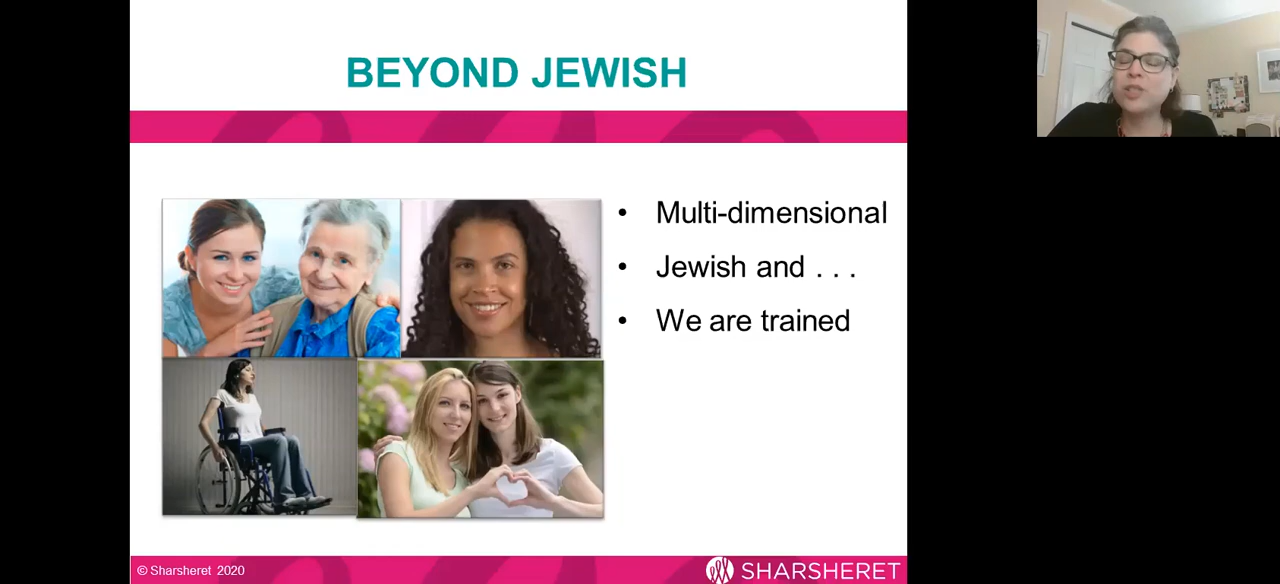 BEYOND JEWISH
• Multi-dimensional
• Jewish and . . .
• We are trained
© Sharsheret 2020
SHARSHERET